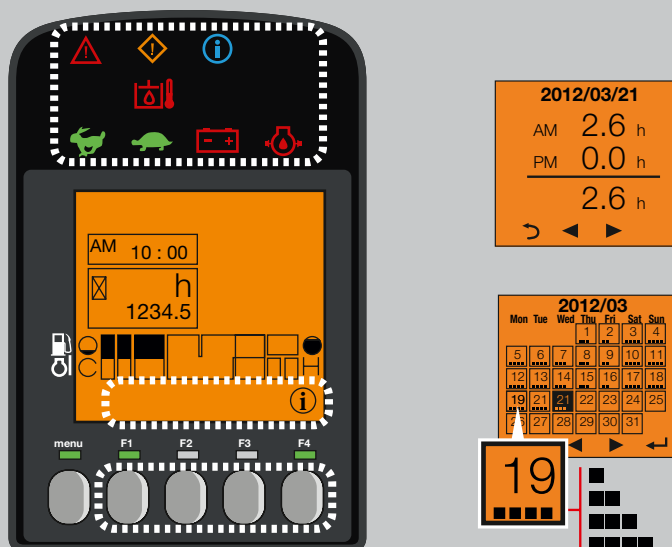 AM 10 : 00
h
1234.5
C H
menu F1 F2 F3 F4
2012/03/21
AM 2.6 h
PM 0.0 h
2.6 h
2012/03
Mon Tue Wed Thu Fri Sat Sun
1 2 3 4
5 6 7 8 9 10 11
12 13 14 15 16 17 18
19 21 21 22 23 24 25
27 28 29 30 31
19